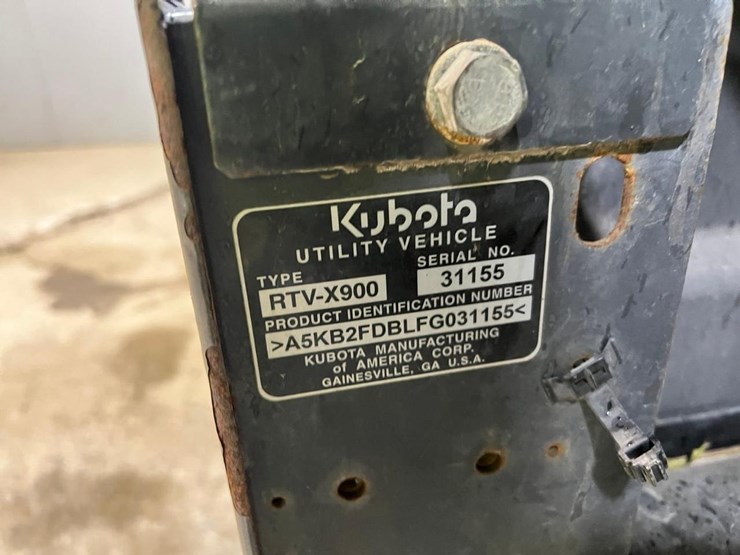 Kubota
UTILITY VEHICLE
TYPE SERIAL NO.
RTV-X900 31155
PRODUCT IDENTIFICATION NUMBER
>A5KB2FDBLFG031155<
KUBOTA MANUFACTURING
of AMERICA CORP.
GAINESVILLE, GA U.S.A.